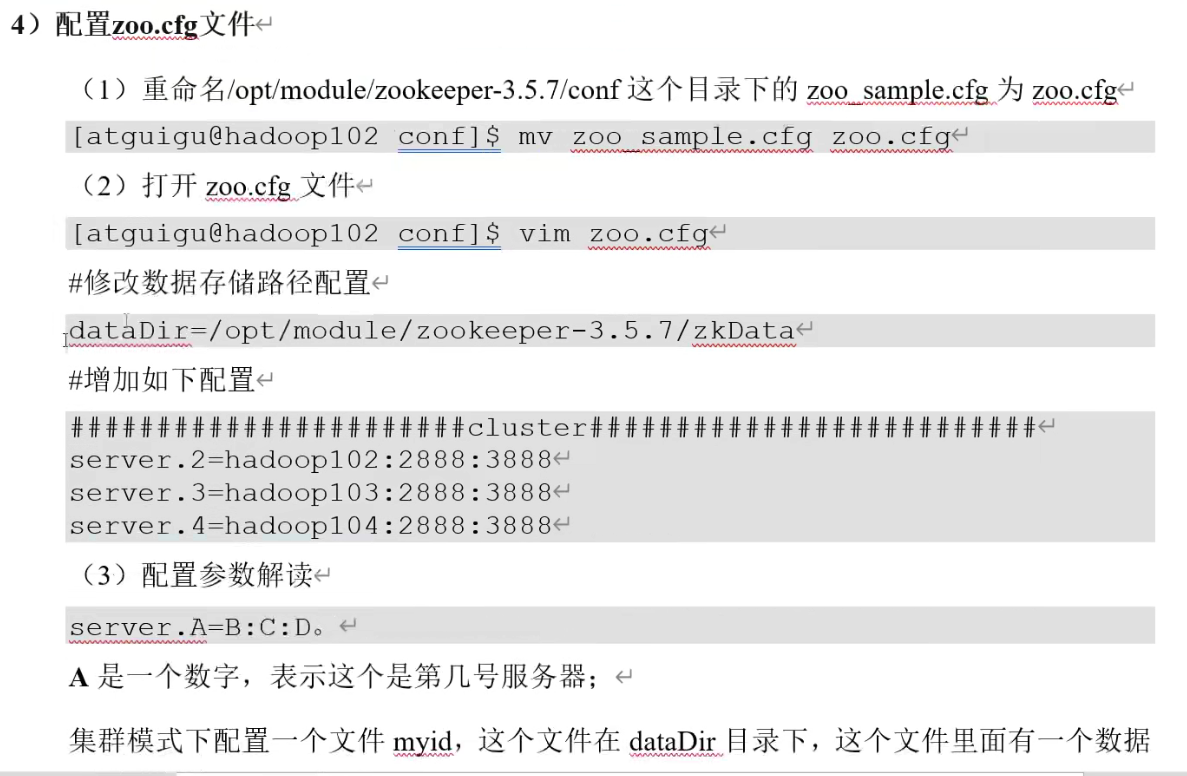 4）配置zoo.cfg文件↵
（1）重命名/opt/module/zookeeper-3.5.7/conf 这个目录下的 zoo_sample.cfg 为 zoo.cfg↵
[atguigu@hadoop102 conf]$ mv zoo_sample.cfg zoo.cfg↵
（2）打开 zoo.cfg 文件↵
[atguigu@hadoop102 conf]$ vim zoo.cfg↵
#修改数据存储路径配置↵
dataDir=/opt/module/zookeeper-3.5.7/zkData↵
#增加如下配置↵
#######################cluster##########################↵
server.2=hadoop102:2888:3888↵
server.3=hadoop103:2888:3888↵
server.4=hadoop104:2888:3888↵
（3）配置参数解读↵
server.A=B:C:D。↵
A 是一个数字，表示这个是第几号服务器；↵
集群模式下配置一个文件 myid，这个文件在 dataDir 目录下，这个文件里面有一个数据